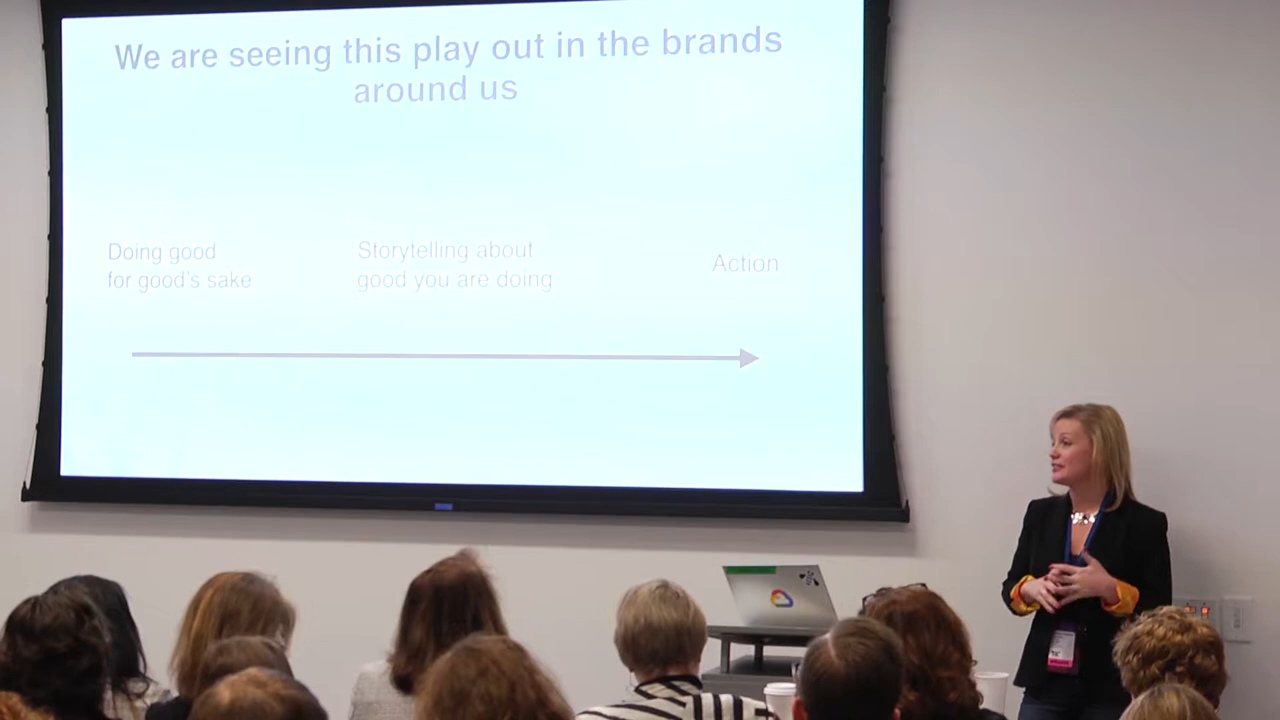 We are seeing this play out in the brands
around us
Doing good
for good's sake
Storytelling about
good you are doing
Action